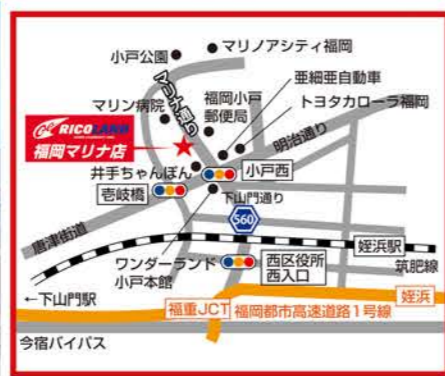 小戸公園
マリノアシティ福岡
マリナ通り
亜細亜自動車
マリン病院
福岡小戸
郵便局
トヨタカローラ福岡
RICOLAND
福岡マリナ店
明治通り
井手ちゃんぽん
小戸西
壱岐橋
下山門通り
唐津街道
560
姪浜駅
ワンダーランド
小戸本館
西区役所
西入口
筑肥線
←下山門駅
福重JCT
福岡都市高速道路1号線
姪浜
今宿バイパス